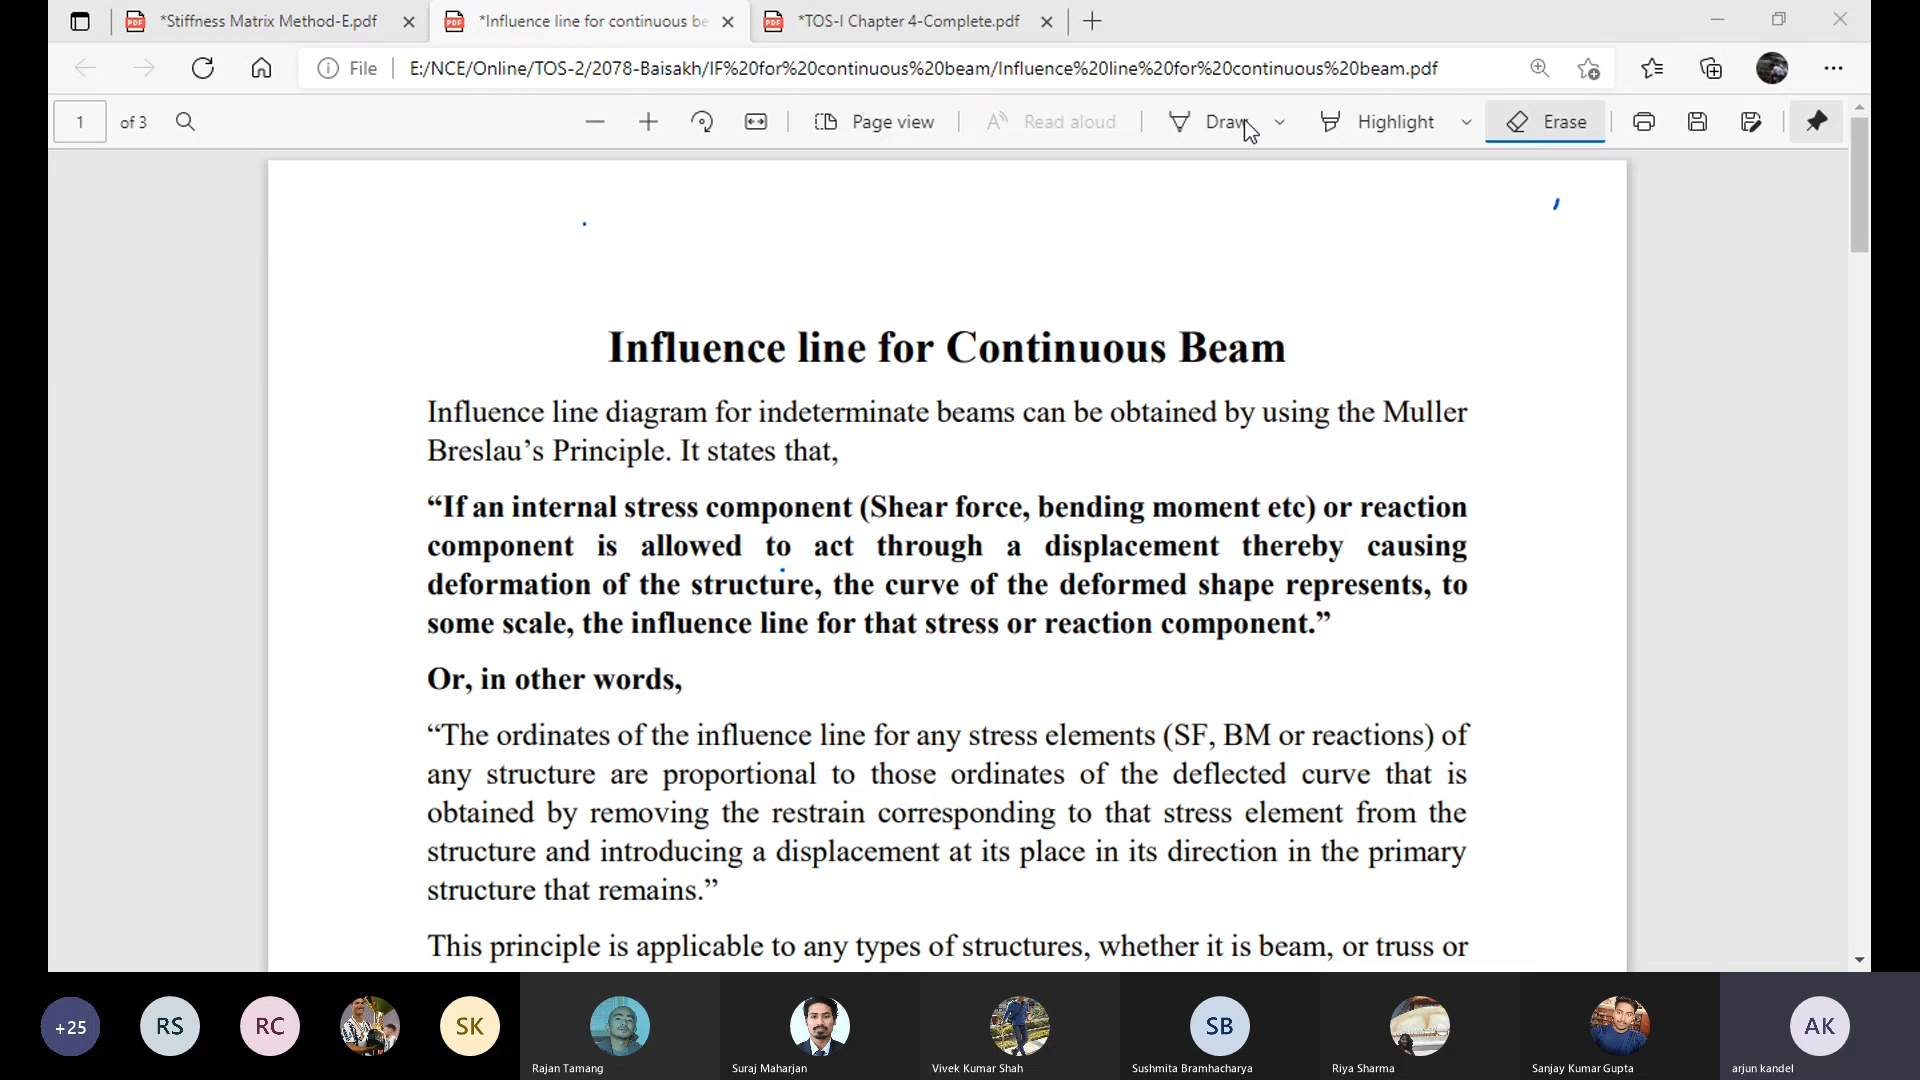 *Stiffness Matrix Method-E.pdf
*Influence line for continuous be
*TOS-I Chapter 4-Complete.pdf
File
E:/NCE/Online/TOS-2/2078-Baisakh/IF%20for%20continuous%20beam/Influence%20line%20for%20continuous%20beam.pdf
1 of 3 Page view Read aloud Draw Highlight Erase
Influence line for Continuous Beam
Influence line diagram for indeterminate beams can be obtained by using the Muller
Breslau’s Principle. It states that,
“If an internal stress component (Shear force, bending moment etc) or reaction
component is allowed to act through a displacement thereby causing
deformation of the structure, the curve of the deformed shape represents, to
some scale, the influence line for that stress or reaction component.”
Or, in other words,
“The ordinates of the influence line for any stress elements (SF, BM or reactions) of
any structure are proportional to those ordinates of the deflected curve that is
obtained by removing the restrain corresponding to that stress element from the
structure and introducing a displacement at its place in its direction in the primary
structure that remains.”
This principle is applicable to any types of structures, whether it is beam, or truss or
+25 RS RC SK SB AK
Rajan Tamang
Suraj Maharjan
Vivek Kumar Shah
Sushmita Bramhacharya
Riya Sharma
Sanjay Kumar Gupta
arjun kandel